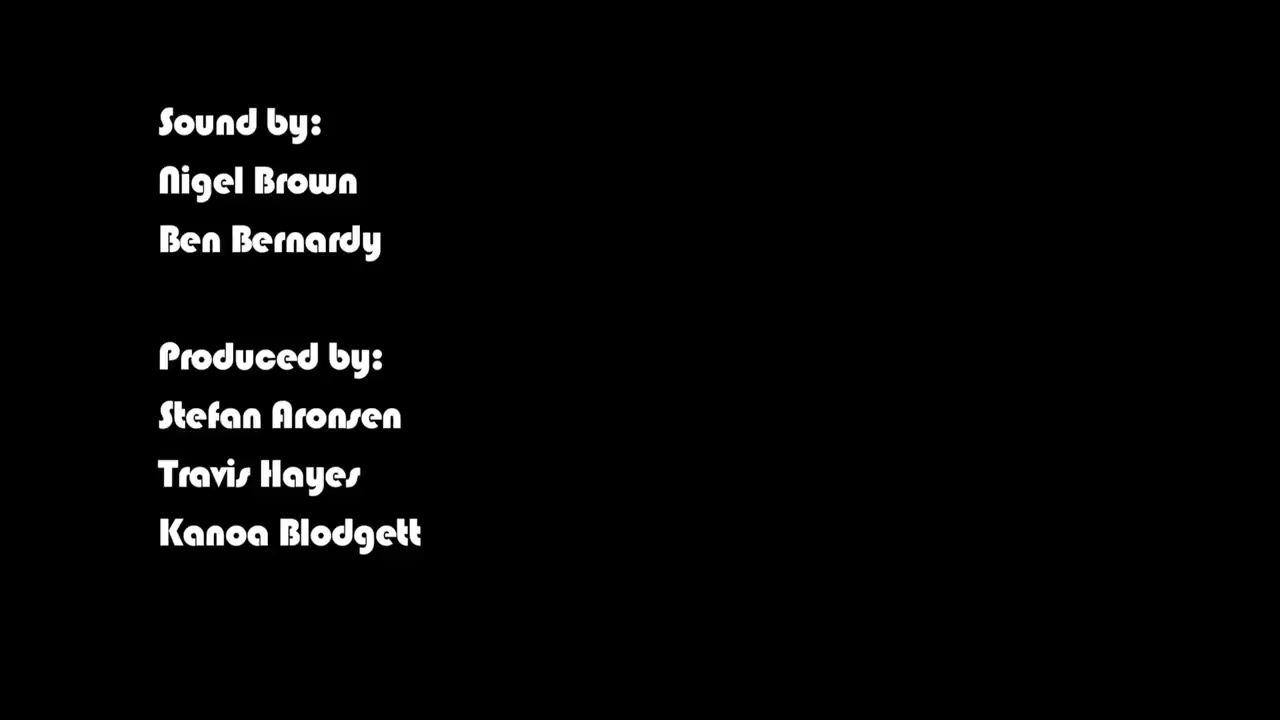 Sound by:
Nigel Brown
Ben Bernardy
Produced by:
Stefan Aronsen
Travis Hayes
Kanoa Blodgett